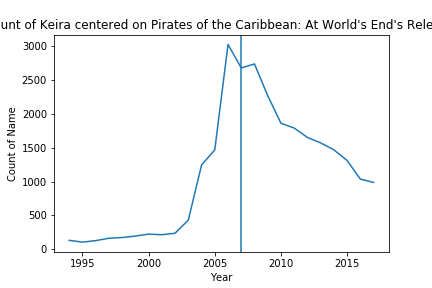 unt of Keira centered on Pirates of the Caribbean: At World's End's Rele
3000
2500
2000
1500
1000
500
0
Count of Name
1995 2000 2005 2010 2015
Year